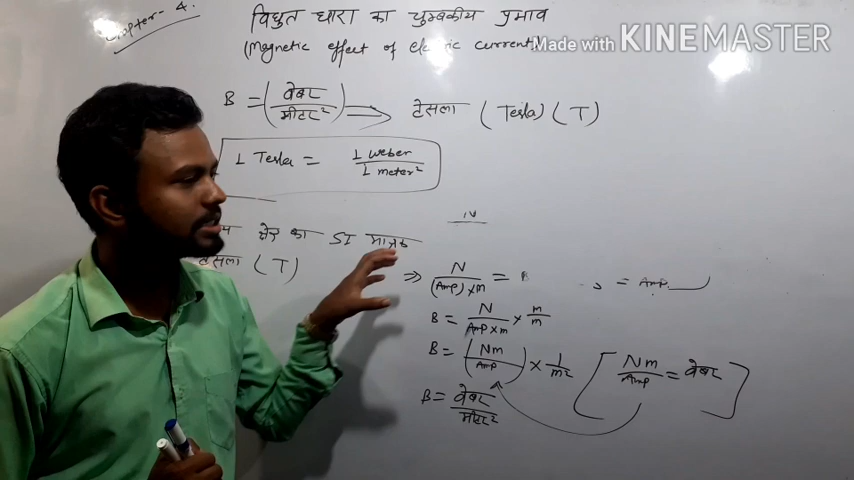 Chapter - 4.
विधुत धारा का चुम्बकीय प्रभाव
(Magnetic effect of electric current)
Made with KINEMASTER
B = (वेबर / मीटर²) ⟹ टेसला (Tesla) (T)
1 Tesla = 1 weber / 1 meter²
क्षेत्र का SI मात्रक
टेसला (T)
⇒ N / (Amp) × m = B
= Amp
B = N / Amp × m × m / m
B = (Nm / Amp) × 1 / m²
[Nm / Amp = वेबर]
B = वेबर / मीटर²